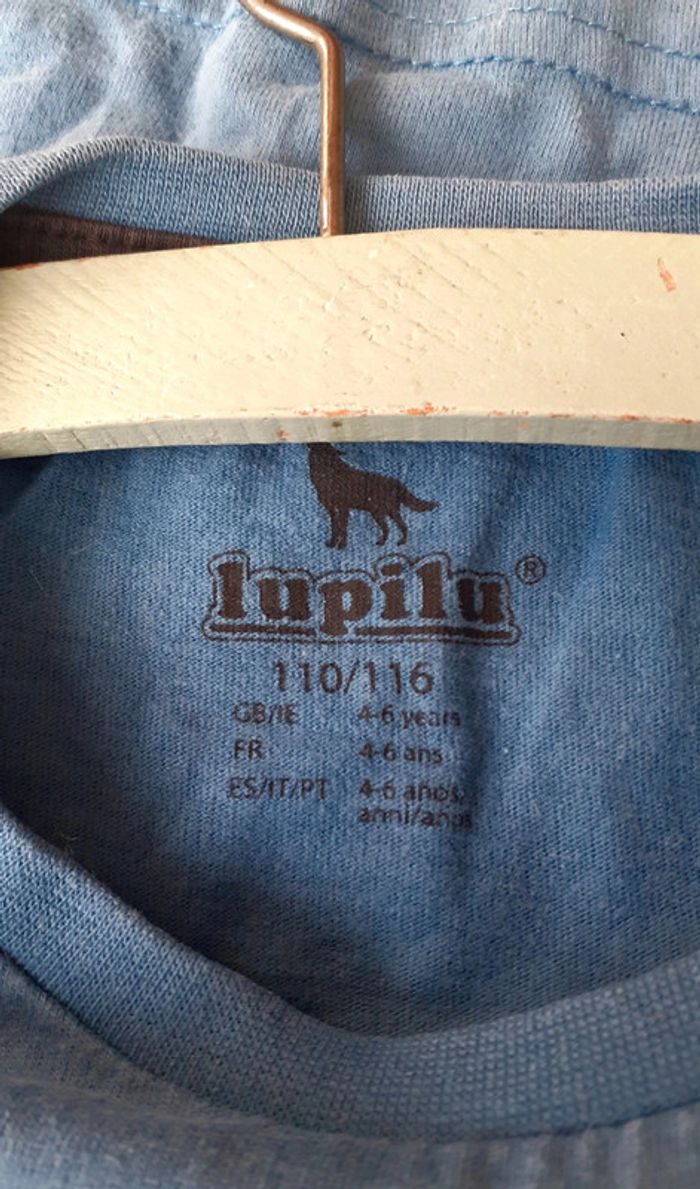 lupilu®
110/116
GB/IE 4-6 years
FR 4-6 ans
ES/IT/PT 4-6 años/
anni/anos